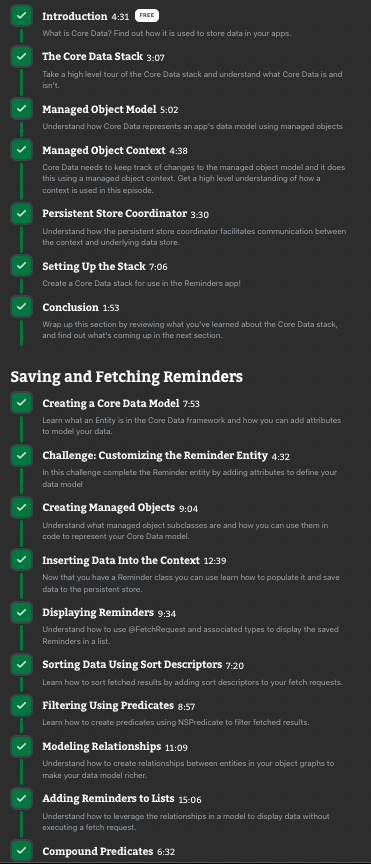 Introduction 4:31 FREE
What is Core Data? Find out how it is used to store data in your apps.
The Core Data Stack 3:07
Take a high level tour of the Core Data stack and understand what Core Data is and
isn't.
Managed Object Model 5:02
Understand how Core Data represents an app's data model using managed objects
Managed Object Context 4:38
Core Data needs to keep track of changes to the managed object model and it does
this using a managed object context. Get a high level understanding of how a
context is used in this episode.
Persistent Store Coordinator 3:30
Understand how the persistent store coordinator facilitates communication between
the context and underlying data store.
Setting Up the Stack 7:06
Create a Core Data stack for use in the Reminders app!
Conclusion 1:53
Wrap up this section by reviewing what you've learned about the Core Data stack,
and find out what's coming up in the next section.
Saving and Fetching Reminders
Creating a Core Data Model 7:53
Learn what an Entity is in the Core Data framework and how you can add attributes
to model your data.
Challenge: Customizing the Reminder Entity 4:32
In this challenge complete the Reminder entity by adding attributes to define your
data model
Creating Managed Objects 9:04
Understand what managed object subclasses are and how you can use them in
code to represent your Core Data model.
Inserting Data Into the Context 12:39
Now that you have a Reminder class you can use learn how to populate it and save
data to the persistent store.
Displaying Reminders 9:34
Understand how to use @FetchRequest and associated types to display the saved
Reminders in a list.
Sorting Data Using Sort Descriptors 7:20
Learn how to sort fetched results by adding sort descriptors to your fetch requests.
Filtering Using Predicates 8:57
Learn how to create predicates using NSPredicate to filter fetched results.
Modeling Relationships 11:09
Understand how to create relationships between entities in your object graphs to
make your data model richer.
Adding Reminders to Lists 15:06
Understand how to leverage the relationships in a model to display data without
executing a fetch request.
Compound Predicates 6:32